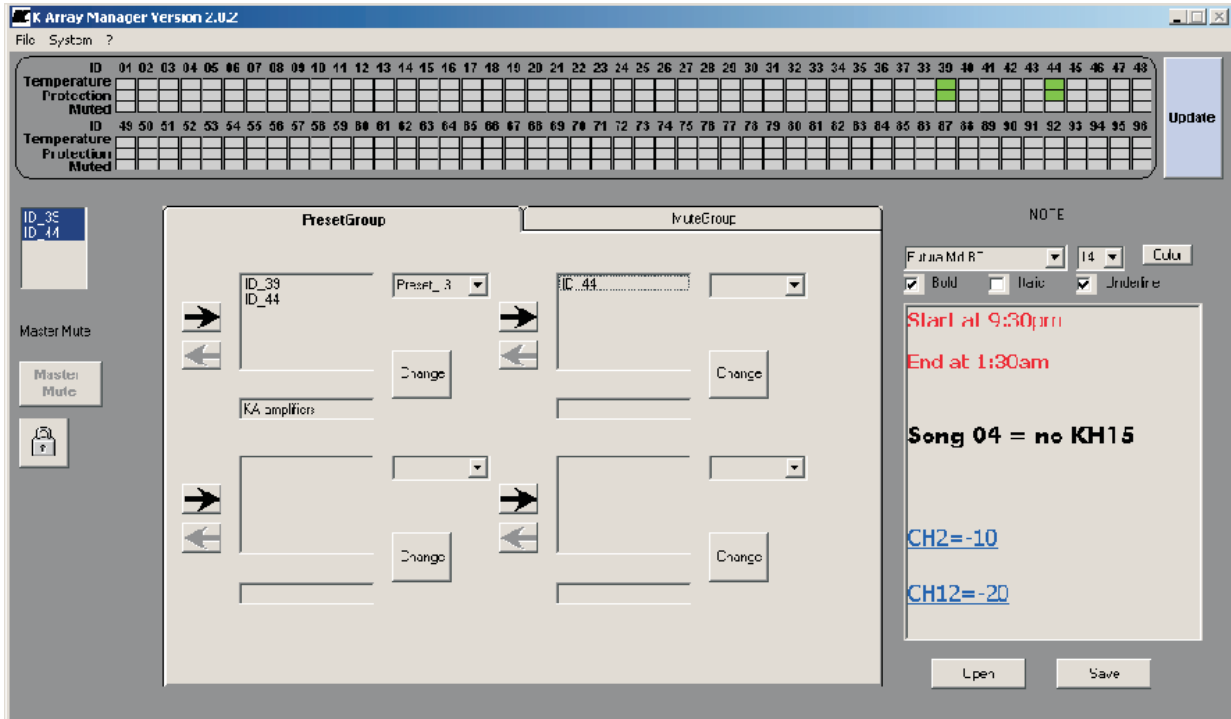 K Array Manager Version 2.0.2
File System ?
ID 01 02 03 04 05 06 07 08 09 10 11 12 13 14 15 16 17 18 19 20 21 22 23 24 25 26 27 28 29 30 31 32 33 34 35 36 37 38 39 40 41 42 43 44 45 46 47 48
Temperature
Protection
Muted
ID 49 50 51 52 53 54 55 56 57 58 59 60 61 62 63 64 65 66 67 68 69 70 71 72 73 74 75 76 77 78 79 80 81 82 83 84 85 86 87 88 89 90 91 92 93 94 95 96
Temperature
Protection
Muted
Update
ID_39
ID_44
PresetGroup
MuteGroup
NOTE
Futura Md BT
14
Color
Bold
Italic
Underline
ID_39
ID_44
Preset_
ID_44
Master Mute
Master
Mute
Change
Change
KA amplifiers
Change
Change
Start at 9:30pm
End at 1:30am
Song 04 = no KH15
CH2=-10
CH12=-20
Open
Save